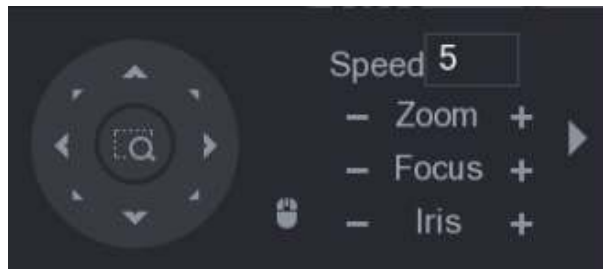 Speed 5
− Zoom +
− Focus +
− Iris +